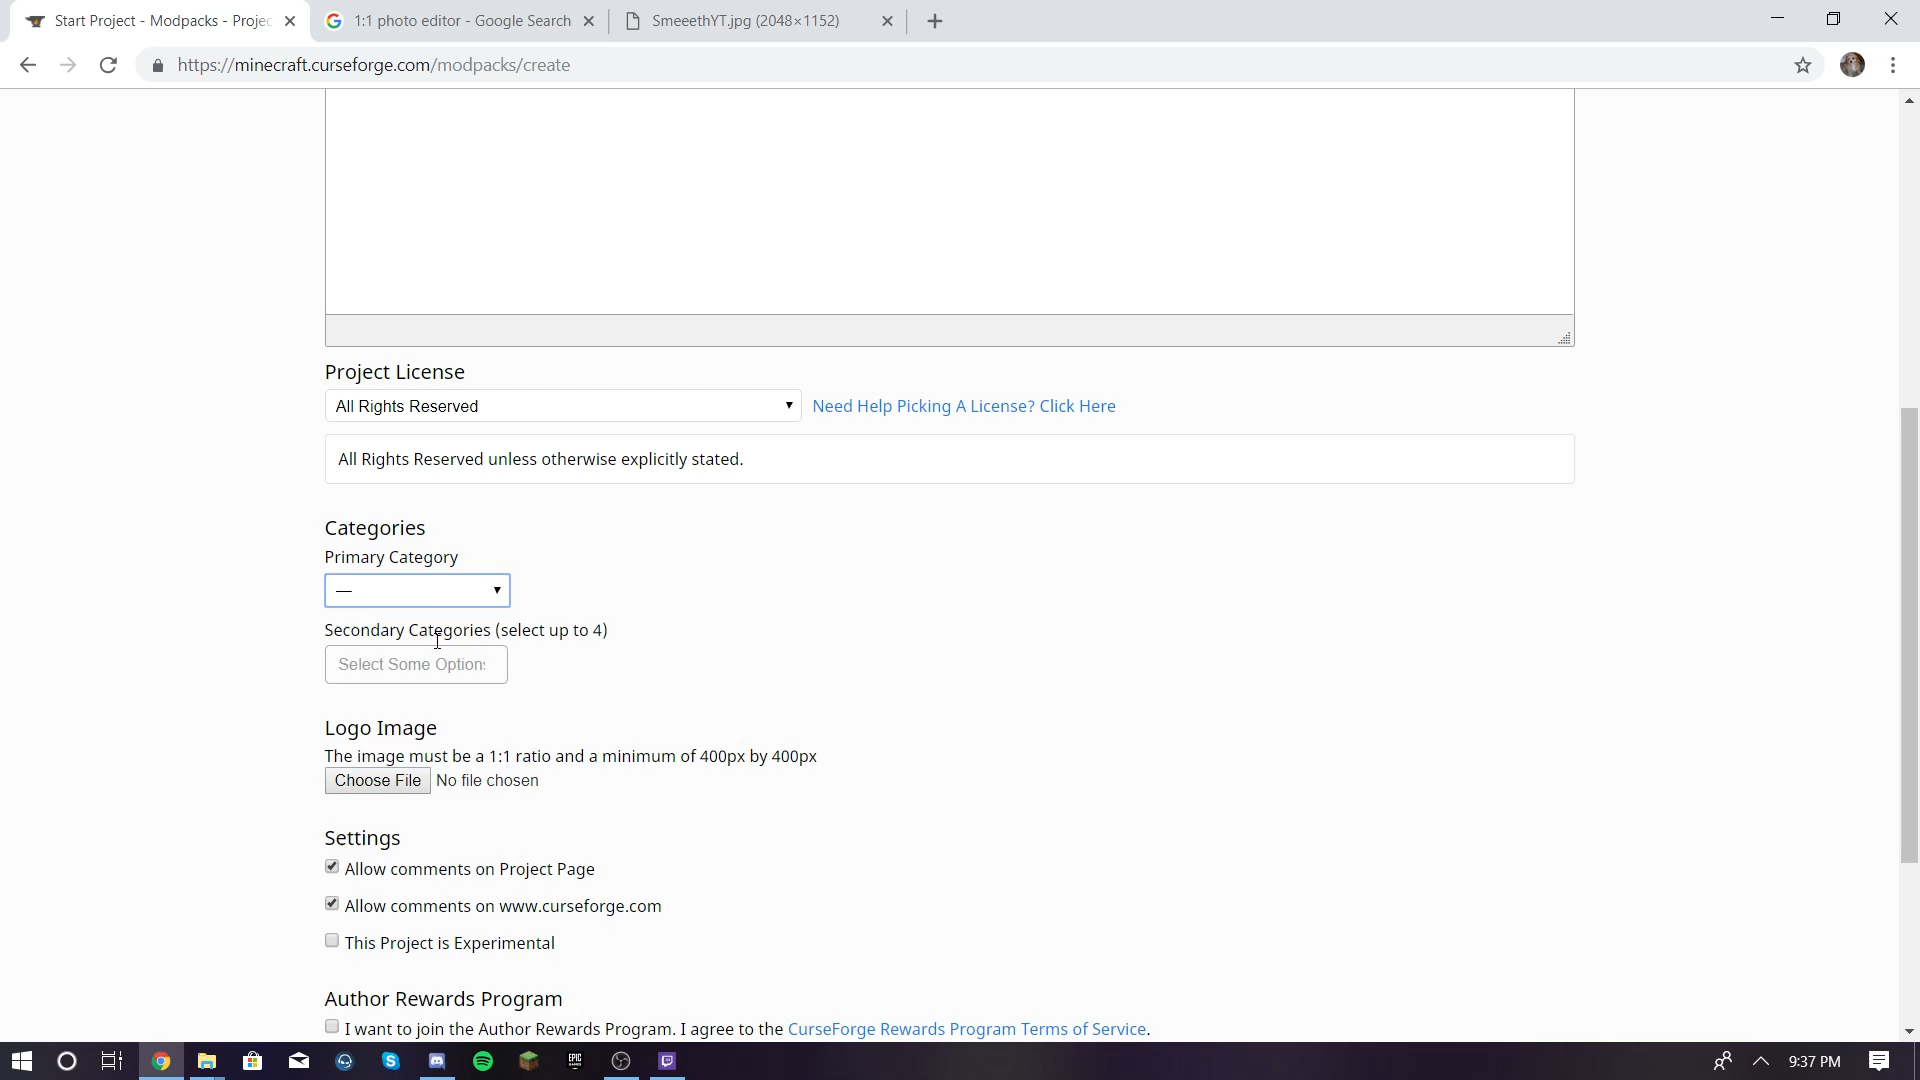 Start Project - Modpacks - Projec
1:1 photo editor - Google Search
SmeeethYT.jpg (2048×1152)
https://minecraft.curseforge.com/modpacks/create
Project License
All Rights Reserved
Need Help Picking A License? Click Here
All Rights Reserved unless otherwise explicitly stated.
Categories
Primary Category
—
Secondary Categories (select up to 4)
Select Some Options
Logo Image
The image must be a 1:1 ratio and a minimum of 400px by 400px
Choose File No file chosen
Settings
Allow comments on Project Page
Allow comments on www.curseforge.com
This Project is Experimental
Author Rewards Program
I want to join the Author Rewards Program. I agree to the CurseForge Rewards Program Terms of Service.
EPIC
9:37 PM